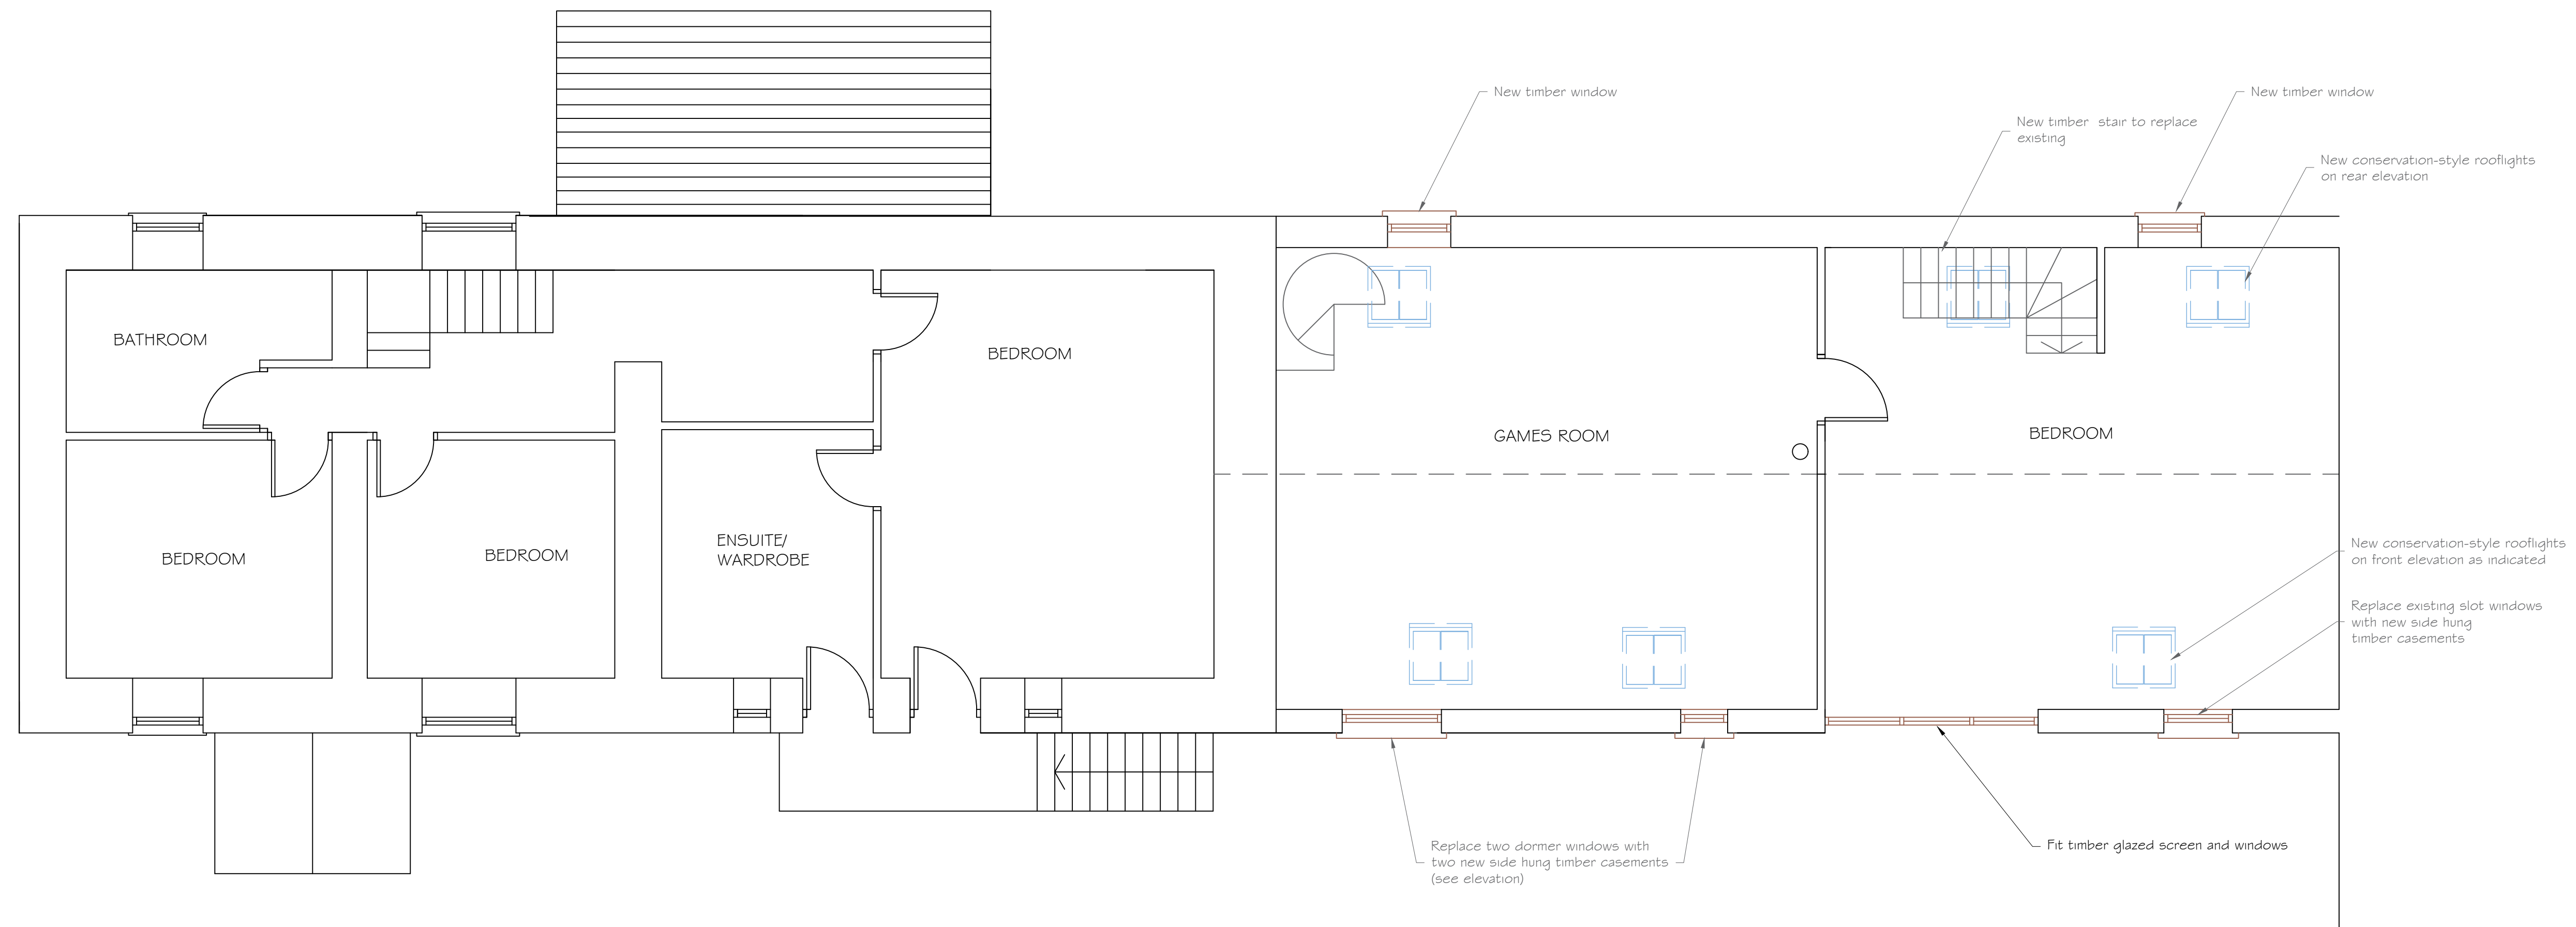 New timber window
New timber window
New timber stair to replace
existing
New conservation-style rooflights
on rear elevation
BATHROOM
BEDROOM
GAMES ROOM
BEDROOM
BEDROOM
BEDROOM
ENSUITE/
WARDROBE
New conservation-style rooflights
on front elevation as indicated
Replace existing slot windows
with new side hung
timber casements
Replace two dormer windows with
two new side hung timber casements
(see elevation)
Fit timber glazed screen and windows